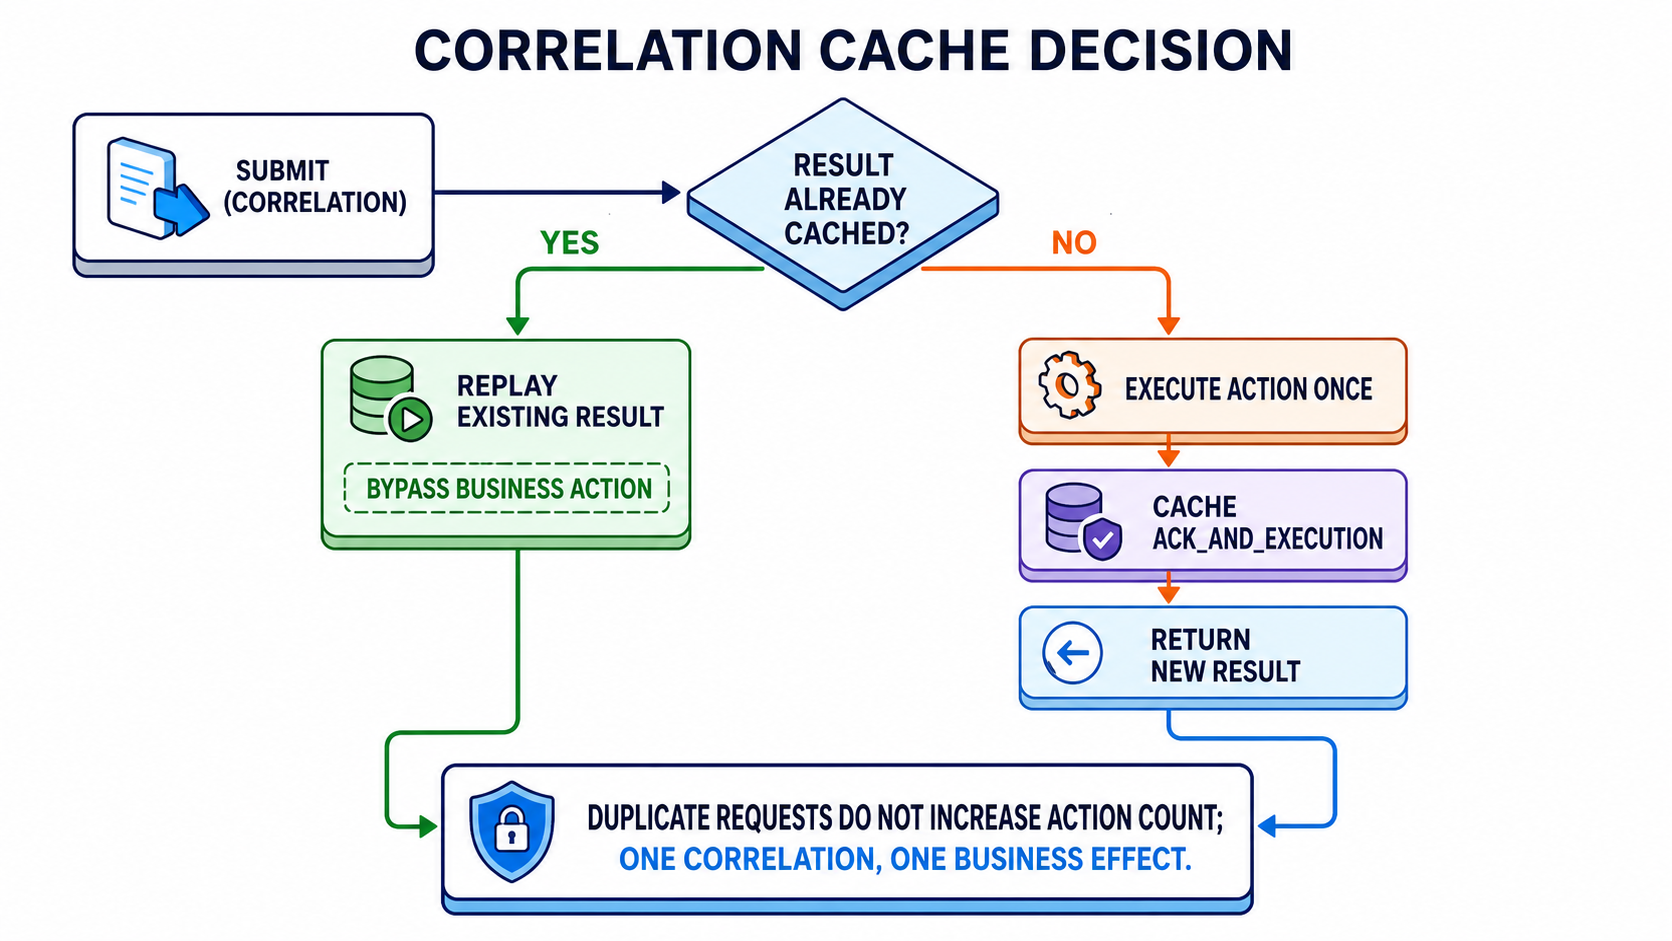 CORRELATION CACHE DECISION
SUBMIT
(CORRELATION)
RESULT
ALREADY
CACHED?
YES
NO
REPLAY
EXISTING RESULT
BYPASS BUSINESS ACTION
EXECUTE ACTION ONCE
CACHE
ACK_AND_EXECUTION
RETURN
NEW RESULT
DUPLICATE REQUESTS DO NOT INCREASE ACTION COUNT;
ONE CORRELATION, ONE BUSINESS EFFECT.